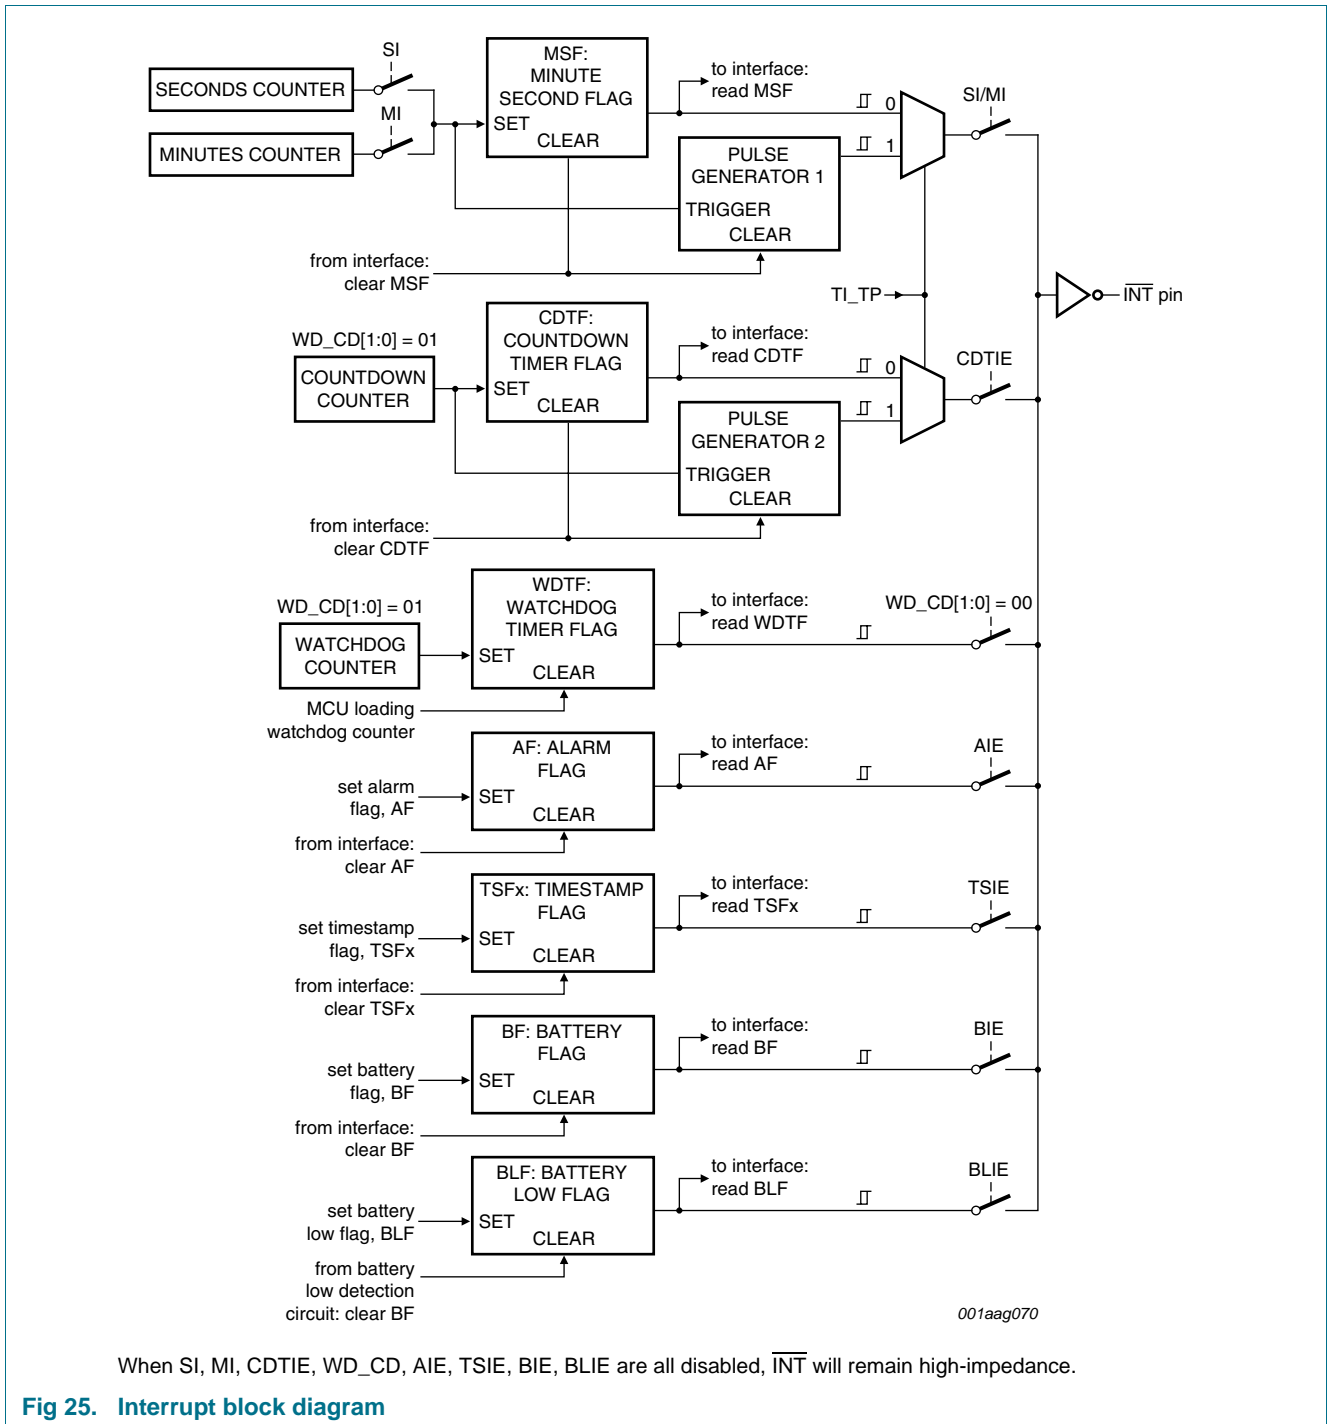 SI
SECONDS COUNTER
MI
MINUTES COUNTER
MSF:
MINUTE
SECOND FLAG
SET
CLEAR
to interface:
read MSF
0
1
SI/MI
PULSE
GENERATOR 1
TRIGGER
CLEAR
from interface:
clear MSF
TI_TP
INT pin
WD_CD[1:0] = 01
COUNTDOWN
COUNTER
CDTF:
COUNTDOWN
TIMER FLAG
SET
CLEAR
to interface:
read CDTF
0
1
CDTIE
PULSE
GENERATOR 2
TRIGGER
CLEAR
from interface:
clear CDTF
WD_CD[1:0] = 01
WATCHDOG
COUNTER
WDTF:
WATCHDOG
TIMER FLAG
SET
CLEAR
to interface:
read WDTF
WD_CD[1:0] = 00
MCU loading
watchdog counter
AF: ALARM
FLAG
SET
CLEAR
to interface:
read AF
AIE
set alarm
flag, AF
from interface:
clear AF
TSFx: TIMESTAMP
FLAG
SET
CLEAR
to interface:
read TSFx
TSIE
set timestamp
flag, TSFx
from interface:
clear TSFx
BF: BATTERY
FLAG
SET
CLEAR
to interface:
read BF
BIE
set battery
flag, BF
from interface:
clear BF
BLF: BATTERY
LOW FLAG
SET
CLEAR
to interface:
read BLF
BLIE
set battery
low flag, BLF
from battery
low detection
circuit: clear BF
001aag070
When SI, MI, CDTIE, WD_CD, AIE, TSIE, BIE, BLIE are all disabled, INT will remain high-impedance.
Fig 25. Interrupt block diagram